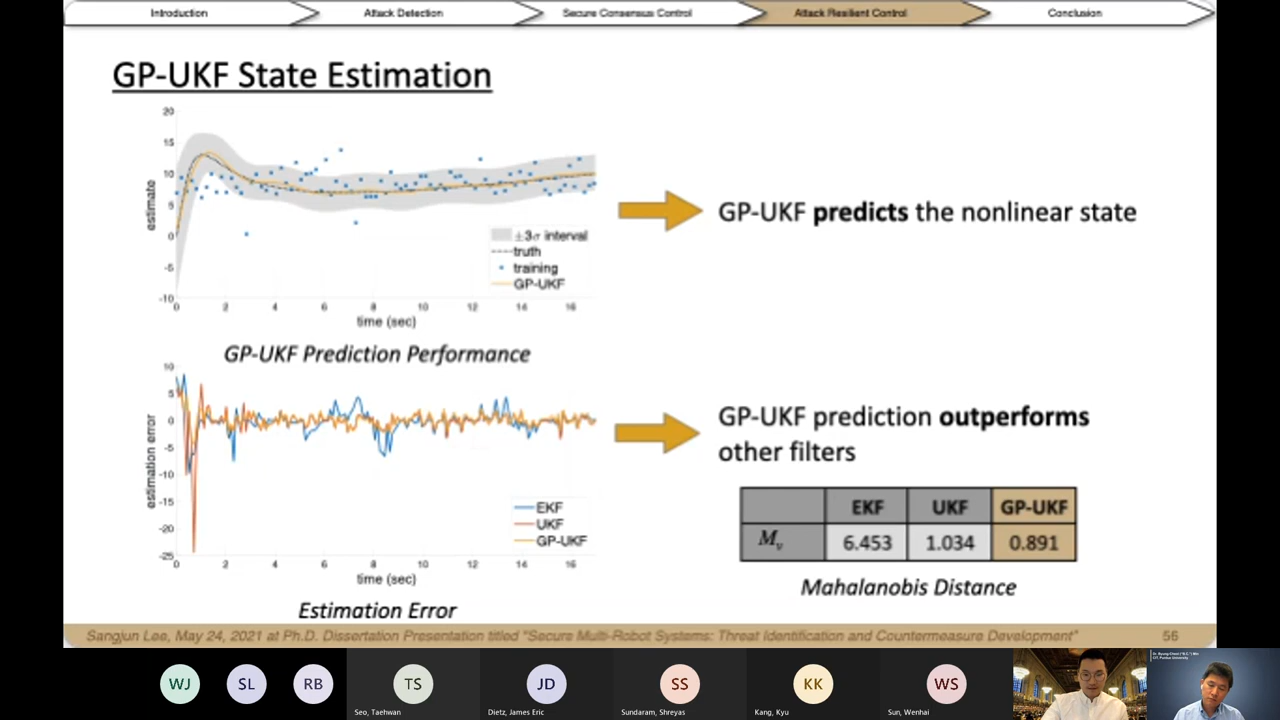 Introduction
Attack Detection
Secure Consensus Control
Attack Resilient Control
Conclusion
GP-UKF State Estimation
20
15
10
5
0
-5
-10
estimate
±3σ interval
truth
training
GP-UKF
0 2 4 6 8 10 12 14 16
time (sec)
GP-UKF Prediction Performance
GP-UKF predicts the nonlinear state
10
5
0
-5
-10
-15
-20
-25
estimation error
EKF
UKF
GP-UKF
0 2 4 6 8 10 12 14 16
time (sec)
Estimation Error
GP-UKF prediction outperforms
other filters
EKF UKF GP-UKF
Mv 6.453 1.034 0.891
Mahalanobis Distance
Sangjun Lee, May 24, 2021 at Ph.D. Dissertation Presentation titled "Secure Multi-Robot Systems: Threat Identification and Countermeasure Development"
56
WJ
SL
RB
TS
Seo, Taehwan
JD
Dietz, James Eric
SS
Sundaram, Shreyas
KK
Kang, Kyu
WS
Sun, Wenhai